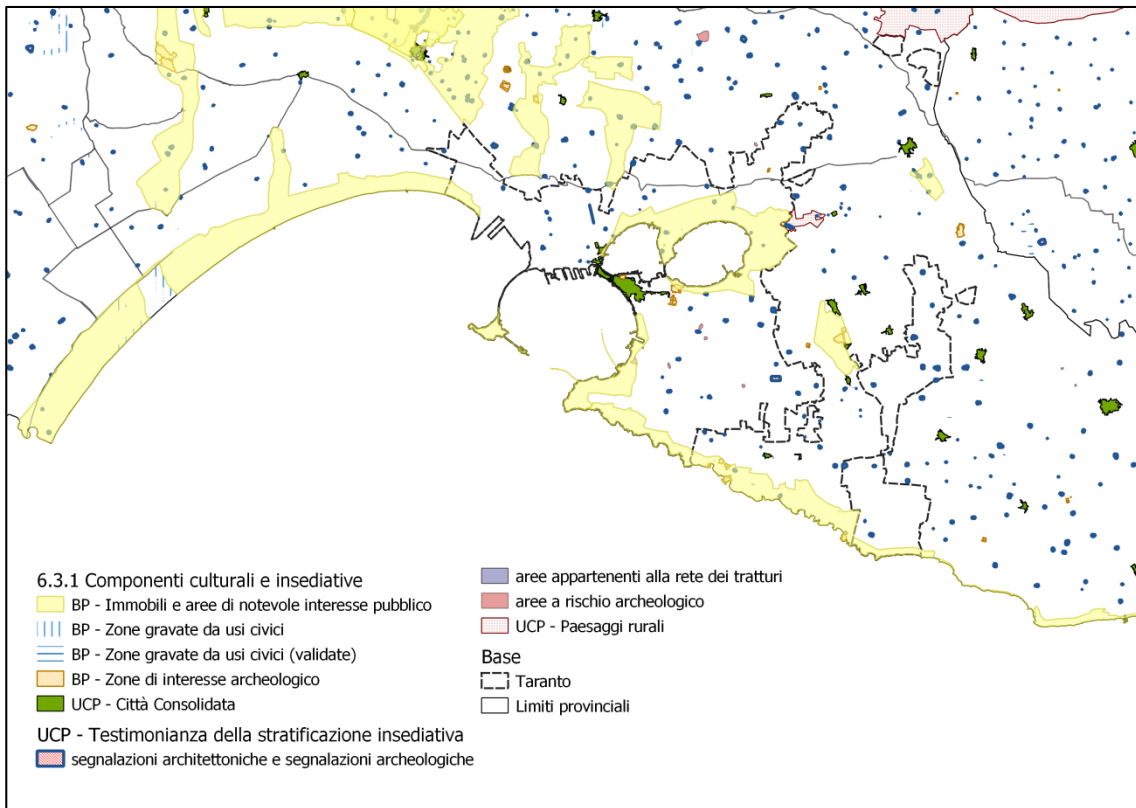 6.3.1 Componenti culturali e insediative
BP - Immobili e aree di notevole interesse pubblico
BP - Zone gravate da usi civici
BP - Zone gravate da usi civici (validate)
BP - Zone di interesse archeologico
UCP - Città Consolidata
UCP - Testimonianza della stratificazione insediativa
segnalazioni architettoniche e segnalazioni archeologiche
aree appartenenti alla rete dei tratturi
aree a rischio archeologico
UCP - Paesaggi rurali
Base
Taranto
Limiti provinciali